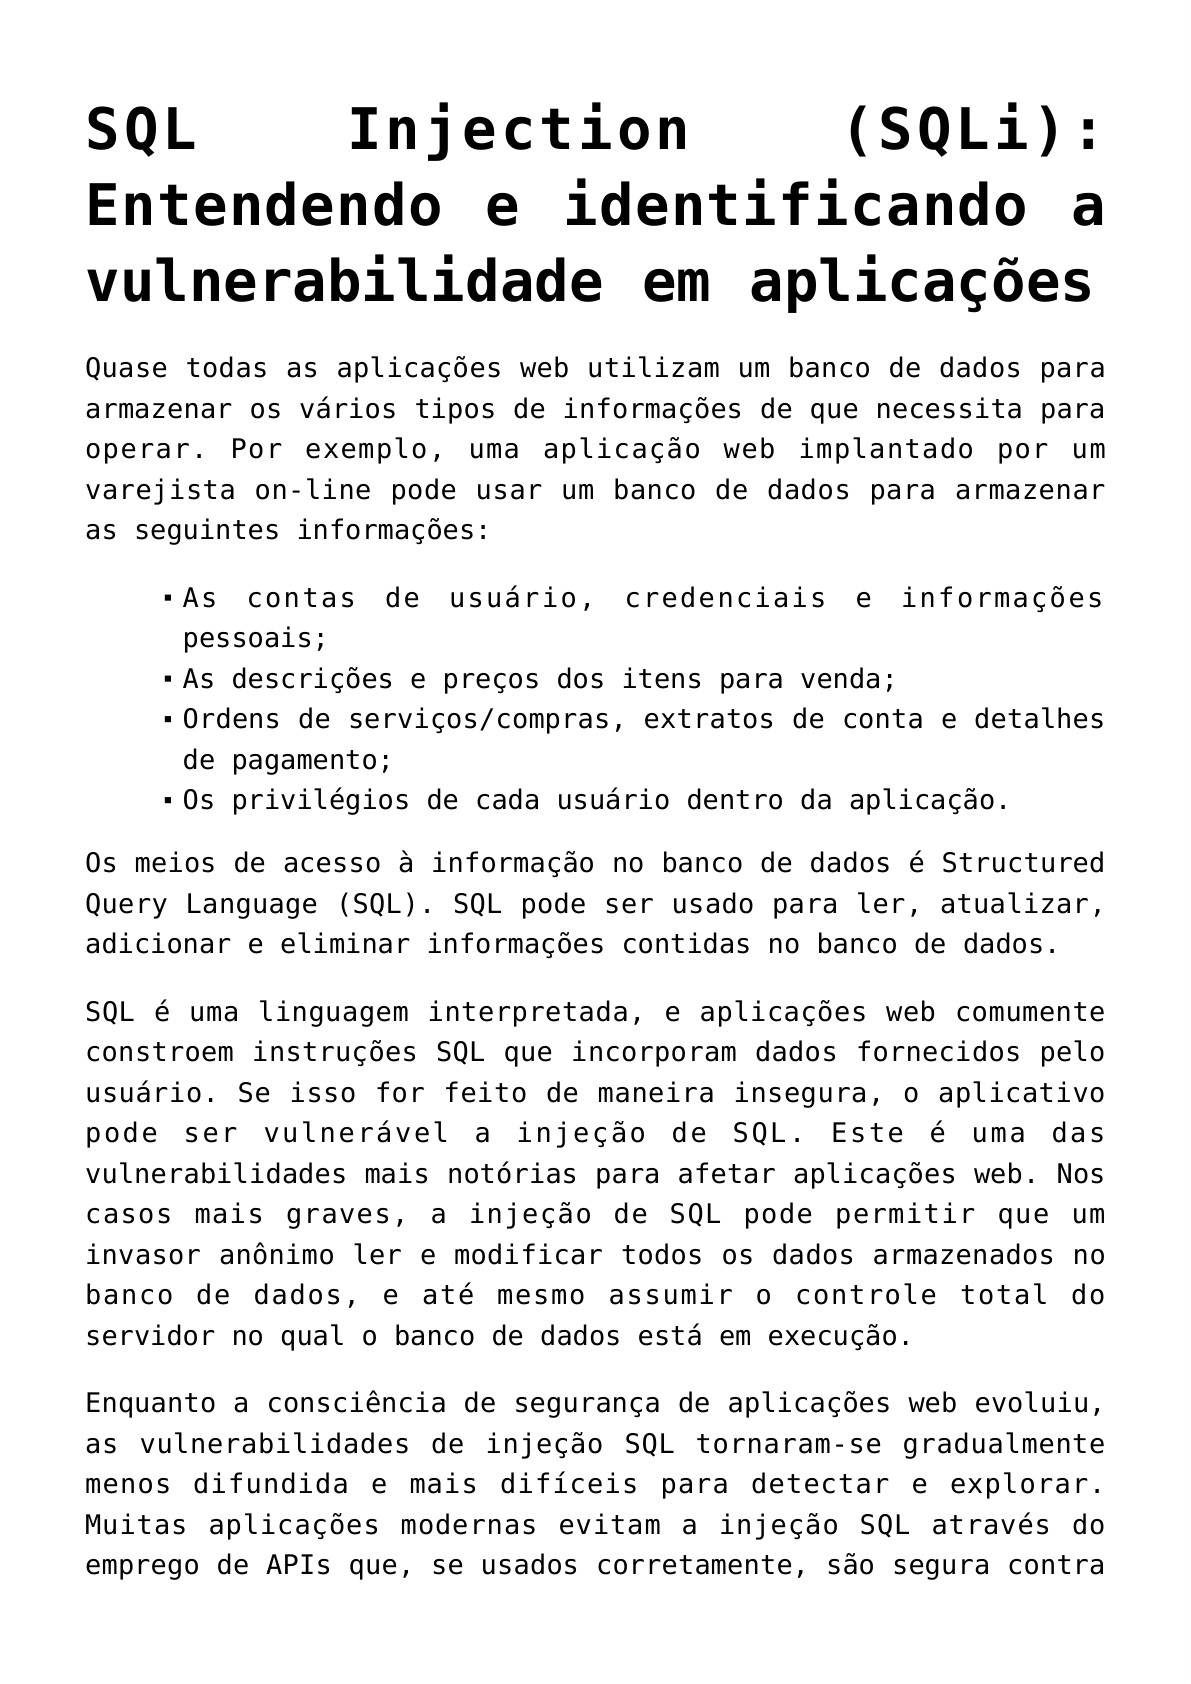 SQL Injection (SQLi):
Entendendo e identificando a
vulnerabilidade em aplicações
Quase todas as aplicações web utilizam um banco de dados para
armazenar os vários tipos de informações de que necessita para
operar. Por exemplo, uma aplicação web implantado por um
varejista on-line pode usar um banco de dados para armazenar
as seguintes informações:
▪ As contas de usuário, credenciais e informações
pessoais;
▪ As descrições e preços dos itens para venda;
▪ Ordens de serviços/compras, extratos de conta e detalhes
de pagamento;
▪ Os privilégios de cada usuário dentro da aplicação.
Os meios de acesso à informação no banco de dados é Structured
Query Language (SQL). SQL pode ser usado para ler, atualizar,
adicionar e eliminar informações contidas no banco de dados.
SQL é uma linguagem interpretada, e aplicações web comumente
constroem instruções SQL que incorporam dados fornecidos pelo
usuário. Se isso for feito de maneira insegura, o aplicativo
pode ser vulnerável a injeção de SQL. Este é uma das
vulnerabilidades mais notórias para afetar aplicações web. Nos
casos mais graves, a injeção de SQL pode permitir que um
invasor anônimo ler e modificar todos os dados armazenados no
banco de dados, e até mesmo assumir o controle total do
servidor no qual o banco de dados está em execução.
Enquanto a consciência de segurança de aplicações web evoluiu,
as vulnerabilidades de injeção SQL tornaram-se gradualmente
menos difundida e mais difíceis para detectar e explorar.
Muitas aplicações modernas evitam a injeção SQL através do
emprego de APIs que, se usados corretamente, são segura contra